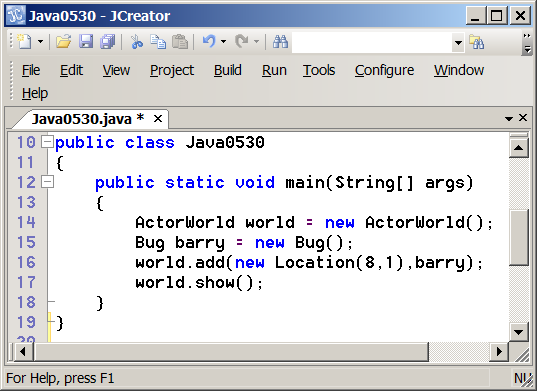 Java0530 - JCreator
File Edit View Project Build Run Tools Configure Window
Help
Java0530.java *
10 public class Java0530
11 {
12 public static void main(String[] args)
13 {
14 ActorWorld world = new ActorWorld();
15 Bug barry = new Bug();
16 world.add(new Location(8,1),barry);
17 world.show();
18 }
19 }
20
For Help, press F1 NU